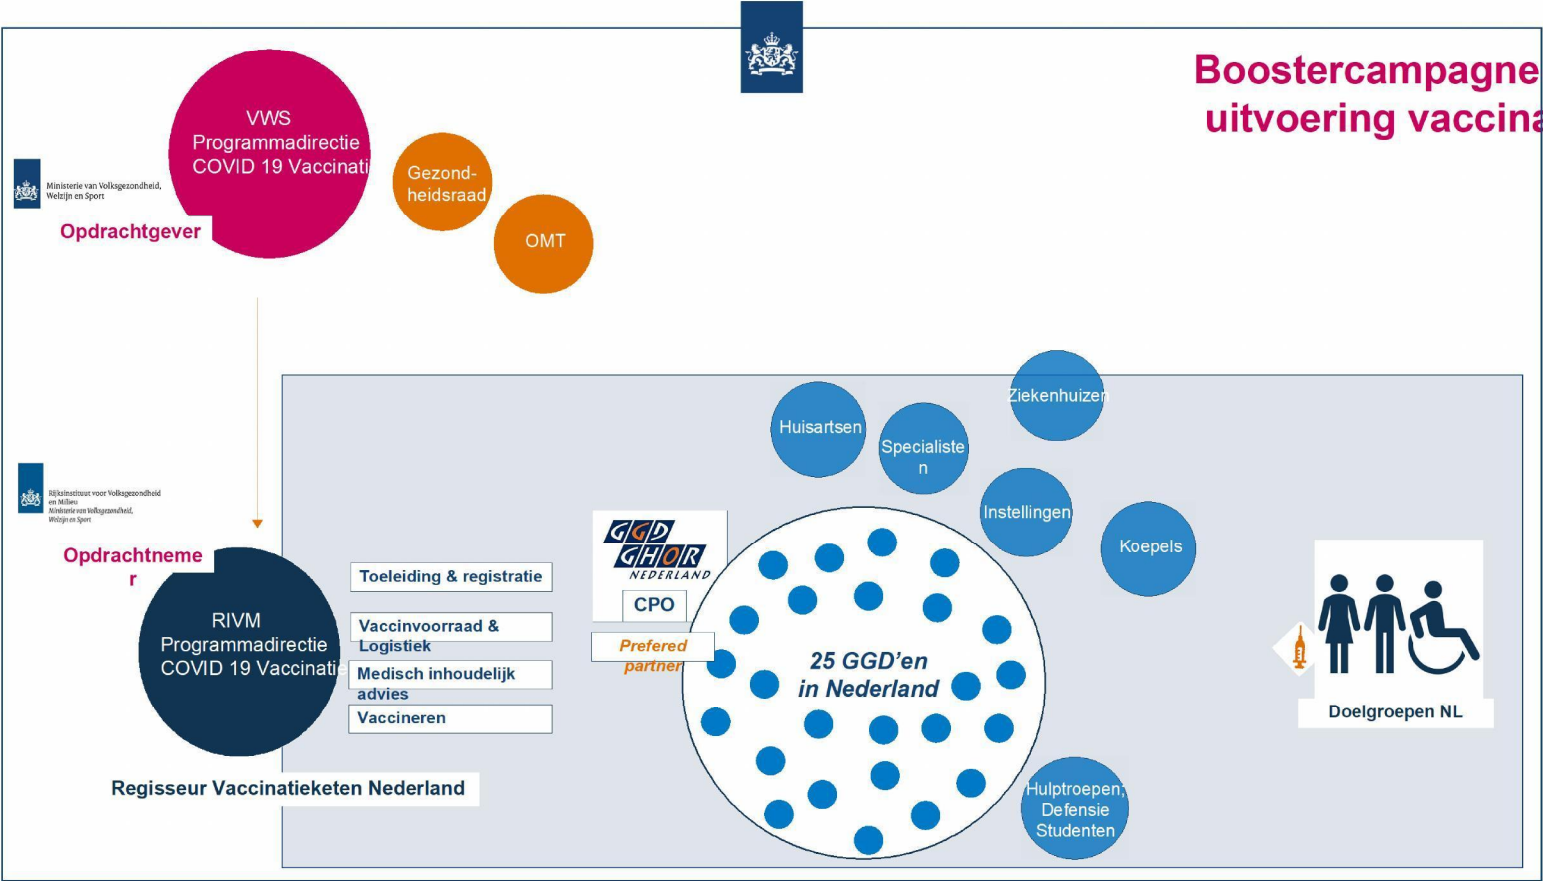 Boostercampagne
uitvoering vaccina
VWS
Programmadirectie
COVID 19 Vaccinati
Gezond-
heidsraad
OMT
Ministerie van Volksgezondheid,
Welzijn en Sport
Opdrachtgever
Rijksinstituut voor Volksgezondheid
en Milieu
Ministerie van Volksgezondheid,
Welzijn en Sport
Opdrachtneme
r
RIVM
Programmadirectie
COVID 19 Vaccinatie
Regisseur Vaccinatieketen Nederland
Toeleiding & registratie
Vaccinvoorraad &
Logistiek
Medisch inhoudelijk
advies
Vaccineren
GGD
GHOR
NEDERLAND
CPO
Prefered
partner
25 GGD'en
in Nederland
Huisartsen
Specialiste
n
Ziekenhuizen
Instellingen
Koepels
Hulptroepen;
Defensie
Studenten
Doelgroepen NL